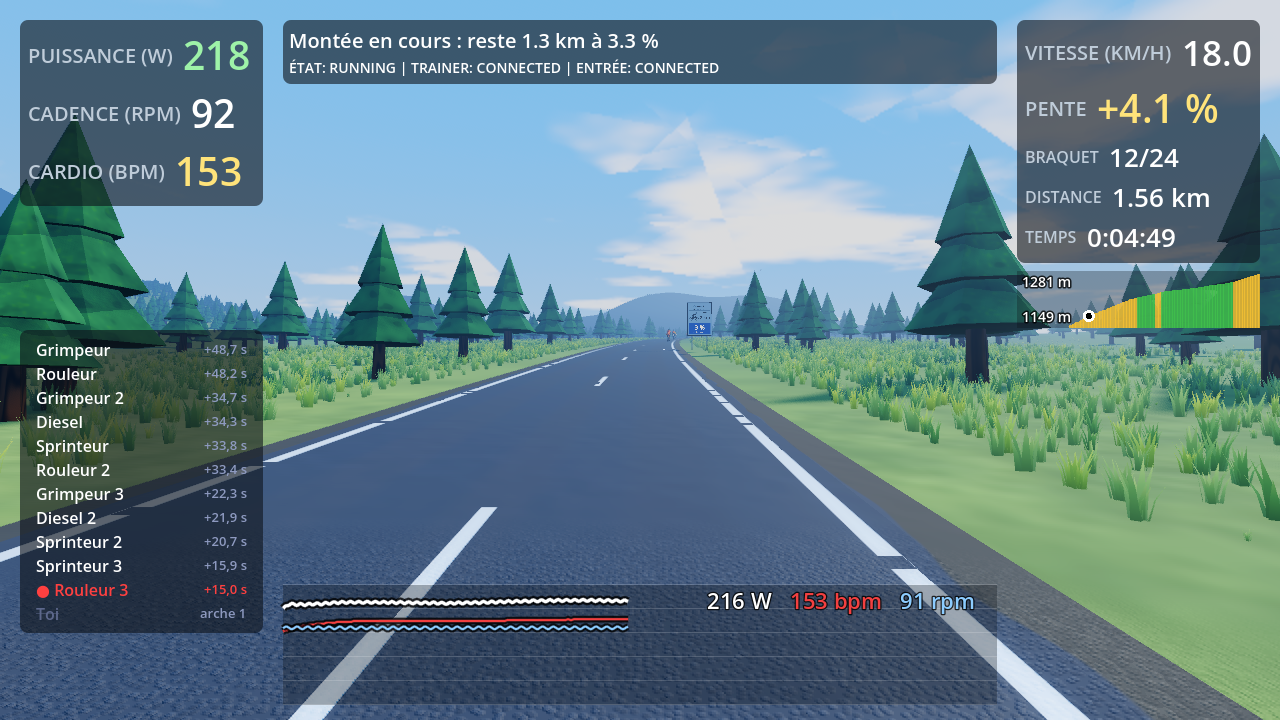 PUISSANCE (W) 218
CADENCE (RPM) 92
CARDIO (BPM) 153
Montée en cours : reste 1.3 km à 3.3 %
ÉTAT: RUNNING | TRAINER: CONNECTED | ENTRÉE: CONNECTED
VITESSE (KM/H) 18.0
PENTE +4.1 %
BRAQUET 12/24
DISTANCE 1.56 km
TEMPS 0:04:49
1281 m
1149 m
Grimpeur +48,7 s
Rouleur +48,2 s
Grimpeur 2 +34,7 s
Diesel +34,3 s
Sprinteur +33,8 s
Rouleur 2 +33,4 s
Grimpeur 3 +22,3 s
Diesel 2 +21,9 s
Sprinteur 2 +20,7 s
Sprinteur 3 +15,9 s
Rouleur 3 +15,0 s
Toi arche 1
216 W 153 bpm 91 rpm